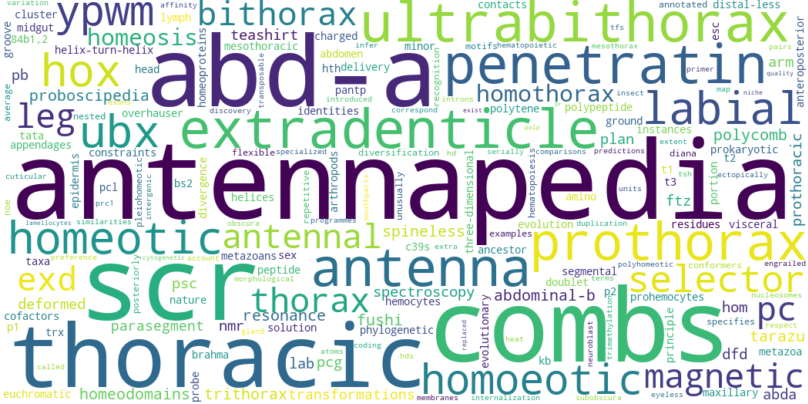 variation
cluster
lymph
ypwm
bithorax
affinity
contacts
ultrabithorax
annotated
distal-less
groove
midgut
84b1,2
homeosis
teashirt
charged
infer
tfs
esc
pairs
mesothoracic
minor
motifs
hematopoietic
mesothorax
helix-turn-helix
head
homeoproteins
transposable
abdomen
abd-a
recognition
penetratin
motif
primer
quality
arm
anteroposterior
hox
pb
proboscipedia
hth
delivery
pantp
introduced
homothorax
insect
map
niche
labial
average
nested
exons
overhauser
discovery
identities
correspond
introns
exist
leg
tata
appendages
ubx
polytene
polypeptide
ground
instances
polycomb
extradenticle
plan
extent
prokaryotic
palp
constraints
flexible
specialized
diversification
hd
serially
comparisons
predictions
diana
t2
antennapedia
epidermis
pcl
pleiohomeotic
intergenic
bs2
divergence
repetitive
arthropods
mouthparts
unusually
three-dimensional
hematopoiesis
amino
tsh
ectopically
t1
t3
portion
prothoracic
cuticular
noe
prc1
helices
units
ftz
lamellocytes
similarities
obscura
programmes
evolution
duplication
examples
residues
visceral
homeotic
antennal
spineless
prothorax
taxa
metazoans
sex
c39s
extra
ancestor
polyhomeotic
conformers
engrailed
preference
cytogenetic
account
morphological
exd
scr
posteriorly
peptide
antenna
segmental
selector
psc
nature
thorax
spectroscopy
abdominal-b
doublet
terms
subobscura
deformed
hemocytes
p2
prohemocytes
hom
nucleosomes
cofactors
nmr
resonance
solution
phylogenetic
evolutionary
combs
neuroblast
trimethylation
principle
specifies
respect
pc
p1
trx
parasegment
fushi
replaced
heat
tarazu
thoracic
brahma
lab
pcg
atoms
coding
kb
dfd
metazoa
called
gland
hds
homoeotic
magnetic
euchromatic
homeodomains
probe
trithorax
transformations
membranes
internalization
eyeless
subobscura
maxillary
abda